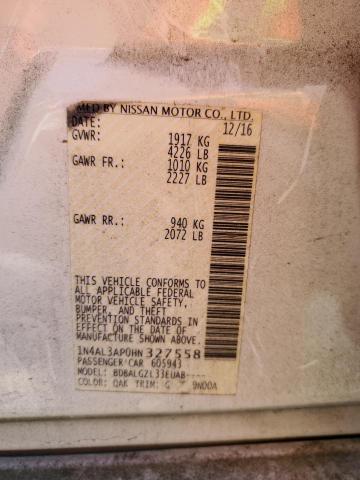 MFD BY NISSAN MOTOR CO., LTD.
DATE: 12/16
GVWR: 1917 KG
4226 LB
GAWR FR.: 1010 KG
2227 LB
GAWR RR.: 940 KG
2072 LB
THIS VEHICLE CONFORMS TO
ALL APPLICABLE FEDERAL
MOTOR VEHICLE SAFETY,
BUMPER, AND THEFT
PREVENTION STANDARDS IN
EFFECT ON THE DATE OF
MANUFACTURE SHOWN ABOVE.
1N4AL3AP0HN327558
PASSENGER CAR 605943
MODEL: BDBALGZL33EUAB-----
COLOR: QAK TRIM: G 9N00A